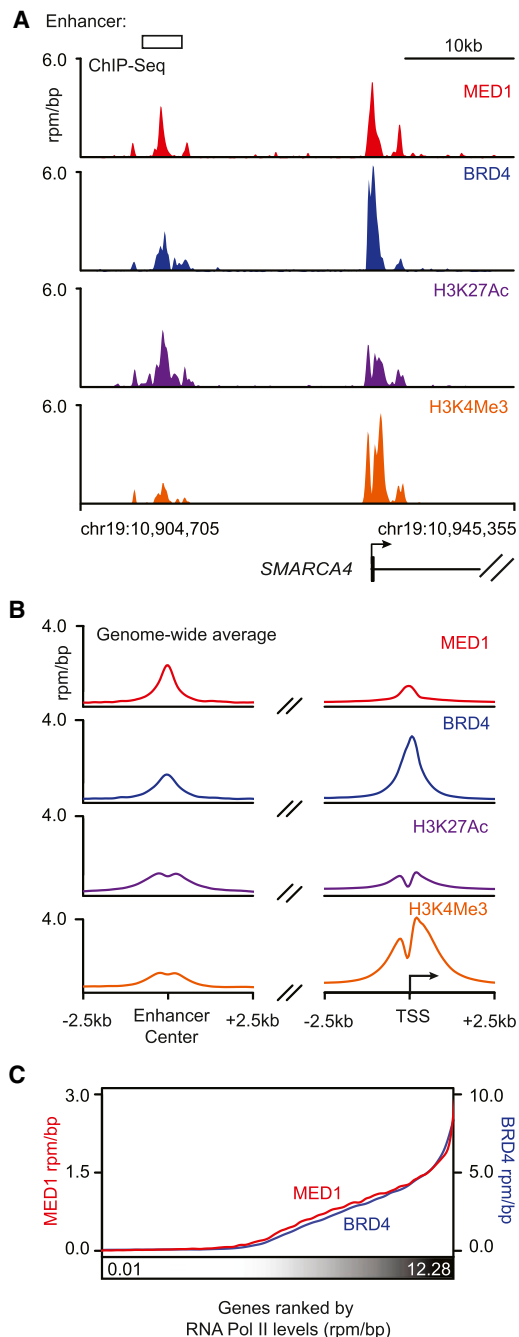 A Enhancer:
10kb
6.0 ChIP-Seq
rpm/bp
MED1
6.0
BRD4
6.0
H3K27Ac
6.0
H3K4Me3
chr19:10,904,705 chr19:10,945,355
SMARCA4
B
4.0 Genome-wide average
rpm/bp
MED1
4.0
BRD4
4.0
H3K27Ac
4.0
H3K4Me3
-2.5kb Enhancer Center +2.5kb -2.5kb TSS +2.5kb
C
3.0 10.0
MED1 rpm/bp
BRD4 rpm/bp
1.5 5.0
MED1
BRD4
0.0 0.0
0.01 12.28
Genes ranked by
RNA Pol II levels (rpm/bp)